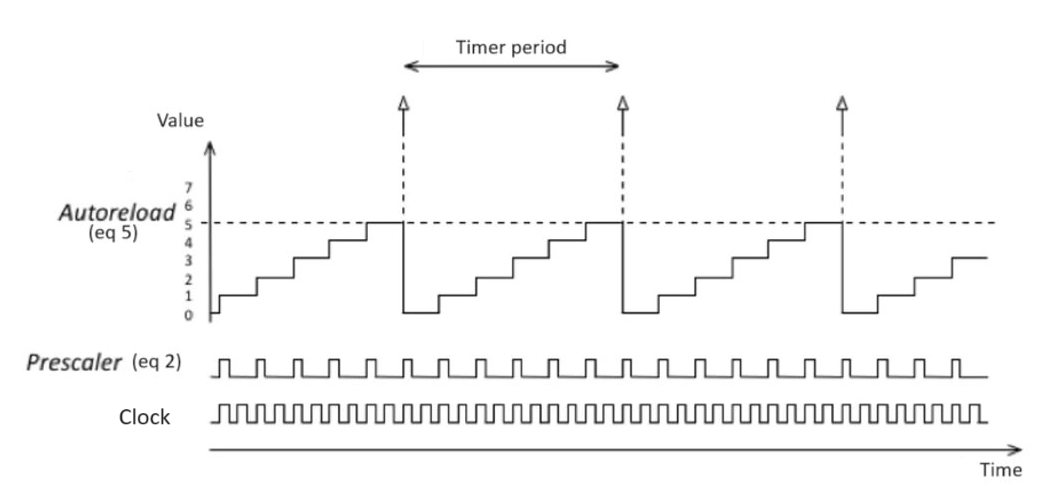 Timer period
Value
7
6
Autoreload
(eq 5)
5
4
3
2
1
0
Prescaler (eq 2)
Clock
Time